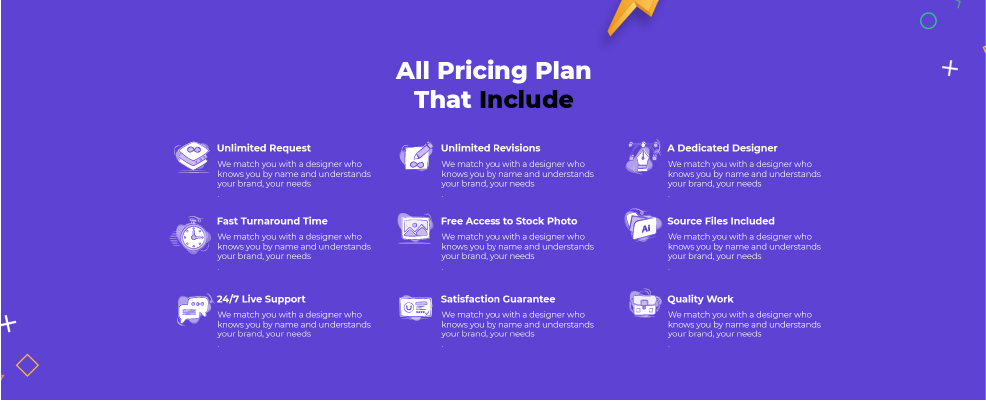 All Pricing Plan
That Include
Unlimited Request
We match you with a designer who
knows you by name and understands
your brand, your needs
.
Unlimited Revisions
We match you with a designer who
knows you by name and understands
your brand, your needs
.
A Dedicated Designer
We match you with a designer who
knows you by name and understands
your brand, your needs
.
Fast Turnaround Time
We match you with a designer who
knows you by name and understands
your brand, your needs
.
Free Access to Stock Photo
We match you with a designer who
knows you by name and understands
your brand, your needs
.
Ai
Source Files Included
We match you with a designer who
knows you by name and understands
your brand, your needs
.
24/7 Live Support
We match you with a designer who
knows you by name and understands
your brand, your needs
.
Satisfaction Guarantee
We match you with a designer who
knows you by name and understands
your brand, your needs
.
Quality Work
We match you with a designer who
knows you by name and understands
your brand, your needs
.